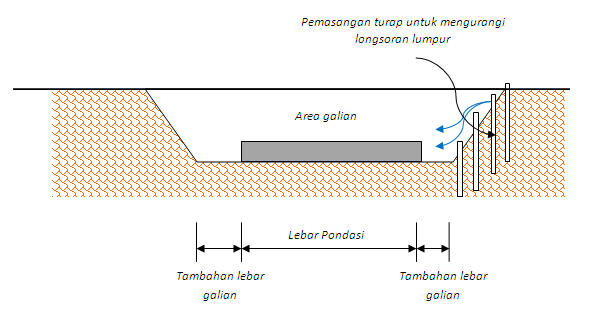 Pemasangan turap untuk mengurangi
longsoran lumpur
Area galian
Lebar Pondasi
Tambahan lebar
galian
Tambahan lebar
galian